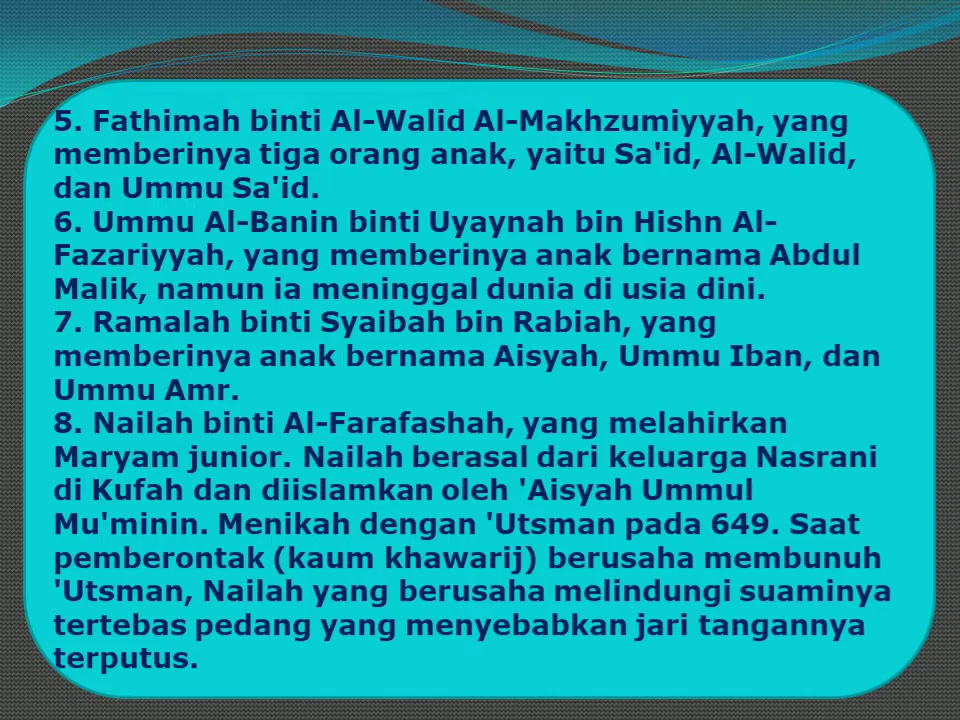 5. Fathimah binti Al-Walid Al-Makhzumiyyah, yang
memberinya tiga orang anak, yaitu Sa'id, Al-Walid,
dan Ummu Sa'id.
6. Ummu Al-Banin binti Uyaynah bin Hishn Al-
Fazariyyah, yang memberinya anak bernama Abdul
Malik, namun ia meninggal dunia di usia dini.
7. Ramalah binti Syaibah bin Rabiah, yang
memberinya anak bernama Aisyah, Ummu Iban, dan
Ummu Amr.
8. Nailah binti Al-Farafashah, yang melahirkan
Maryam junior. Nailah berasal dari keluarga Nasrani
di Kufah dan diislamkan oleh 'Aisyah Ummul
Mu'minin. Menikah dengan 'Utsman pada 649. Saat
pemberontak (kaum khawarij) berusaha membunuh
'Utsman, Nailah yang berusaha melindungi suaminya
tertebas pedang yang menyebabkan jari tangannya
terputus.